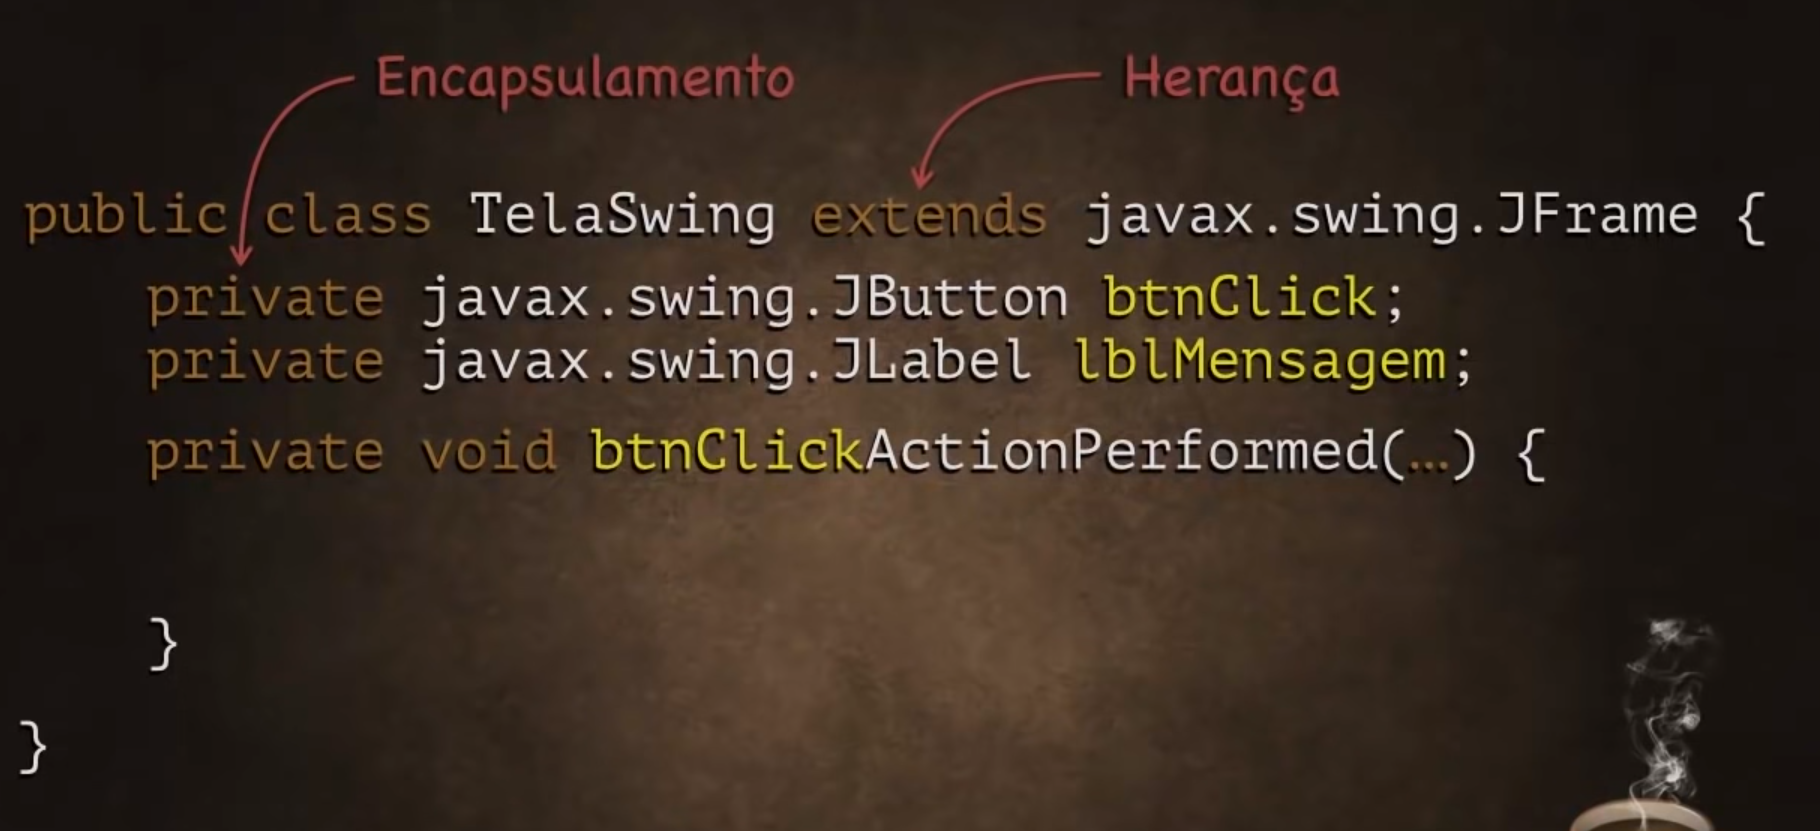 Encapsulamento
Herança
public class TelaSwing extends javax.swing.JFrame {
private javax.swing.JButton btnClick;
private javax.swing.JLabel lblMensagem;
private void btnClickActionPerformed(…) {
}
}